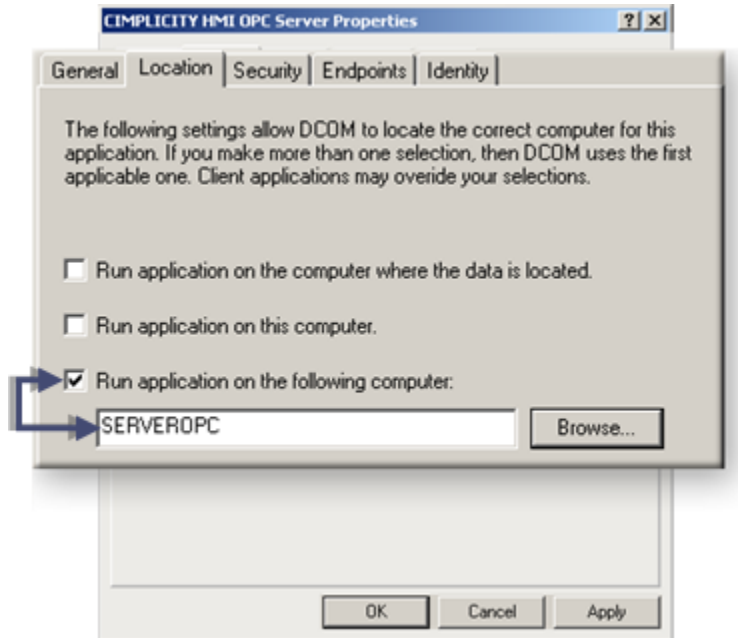 CIMPLICITY HMI OPC Server Properties
General Location Security Endpoints Identity
The following settings allow DCOM to locate the correct computer for this
application. If you make more than one selection, then DCOM uses the first
applicable one. Client applications may overide your selections.
Run application on the computer where the data is located.
Run application on this computer.
Run application on the following computer:
SERVEROPC Browse...
OK Cancel Apply